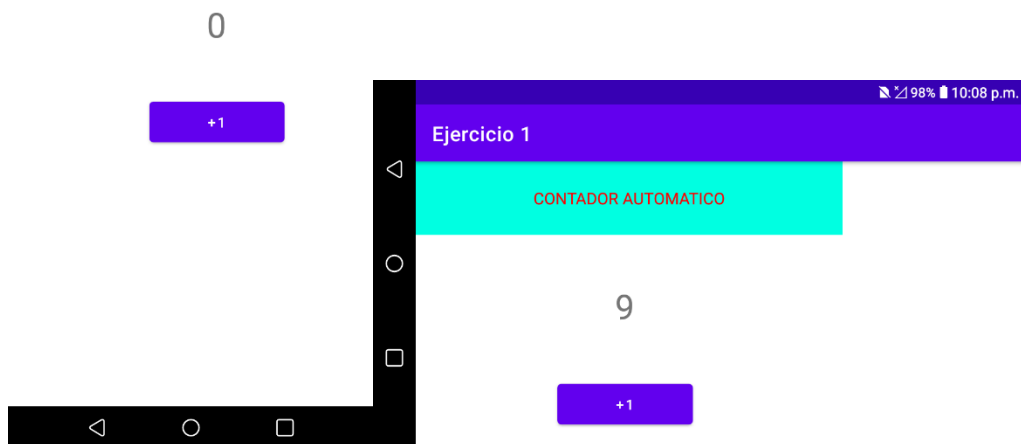 0
+1
98% 10:08 p.m.
Ejercicio 1
CONTADOR AUTOMATICO
9
+1